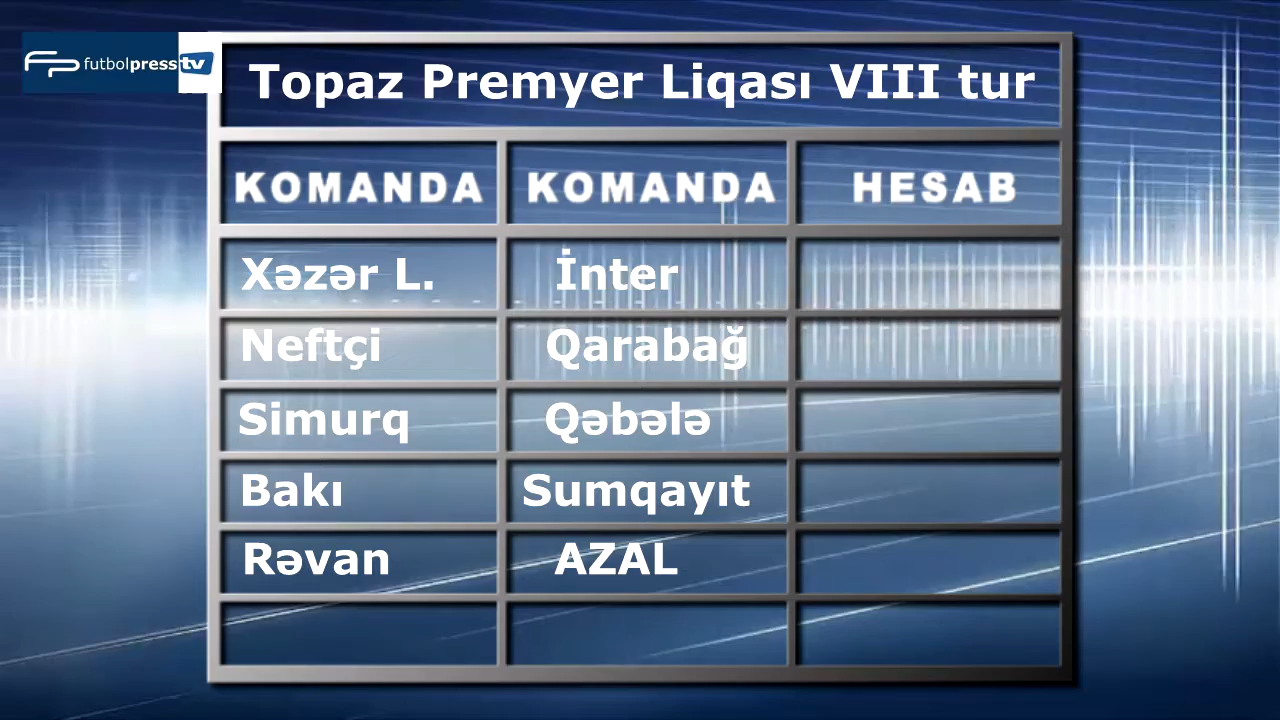 futbolpress tv
Topaz Premyer Liqası VIII tur
KOMANDA KOMANDA HESAB
Xəzər L. İnter
Neftçi Qarabağ
Simurq Qəbələ
Bakı Sumqayıt
Rəvan AZAL